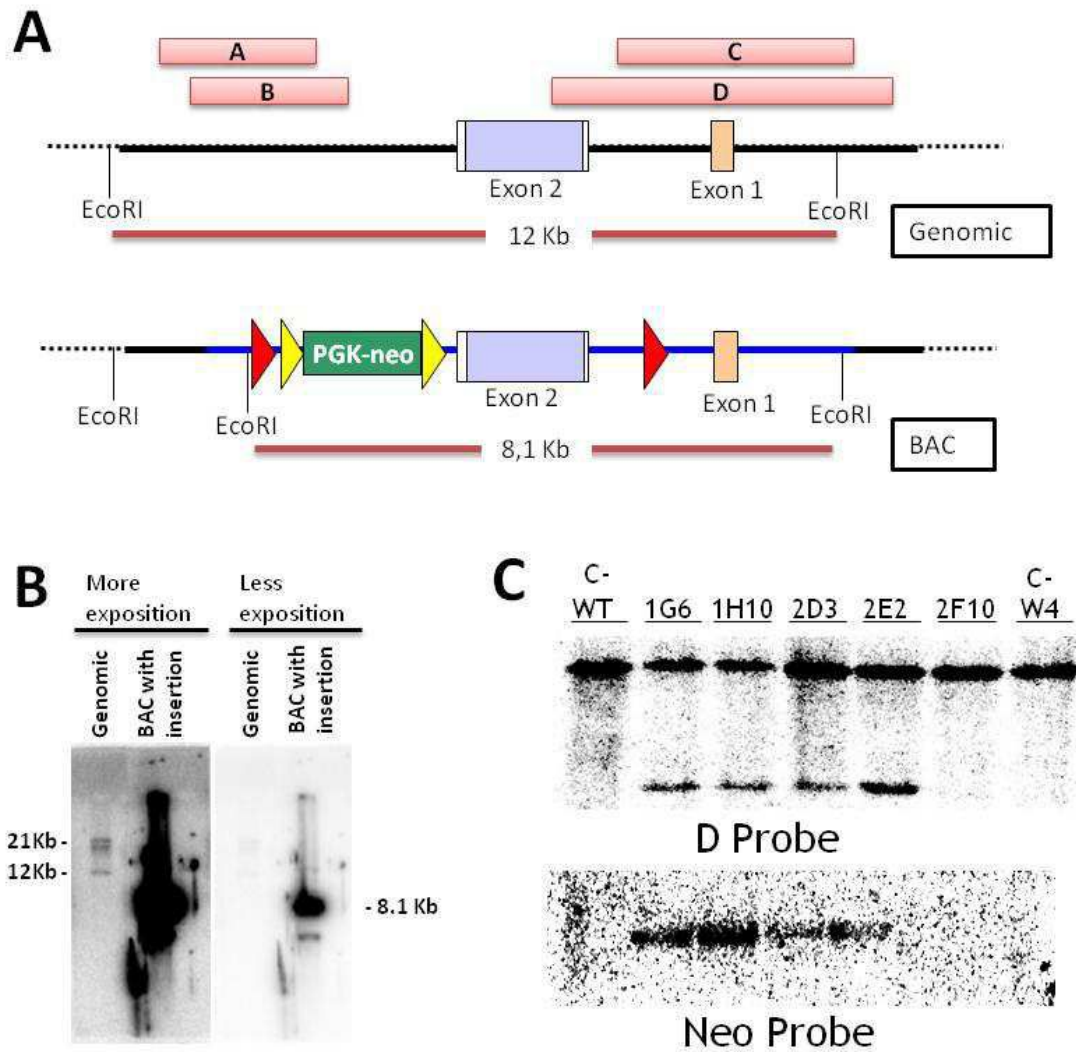 A
A
C
B
D
Exon 2
Exon 1
EcoRI
EcoRI
12 Kb
Genomic
PGK-neo
Exon 2
Exon 1
EcoRI
EcoRI
EcoRI
8,1 Kb
BAC
B
More exposition
Less exposition
Genomic
BAC with insertion
Genomic
BAC with insertion
21Kb -
12Kb -
- 8.1 Kb
C
C-WT
1G6
1H10
2D3
2E2
2F10
C-W4
D Probe
Neo Probe